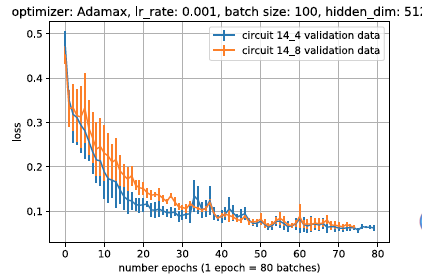 optimizer: Adamax, lr_rate: 0.001, batch size: 100, hidden_dim: 512
circuit 14_4 validation data
circuit 14_8 validation data
0.5
0.4
0.3
0.2
0.1
loss
0 10 20 30 40 50 60 70 80
number epochs (1 epoch = 80 batches)